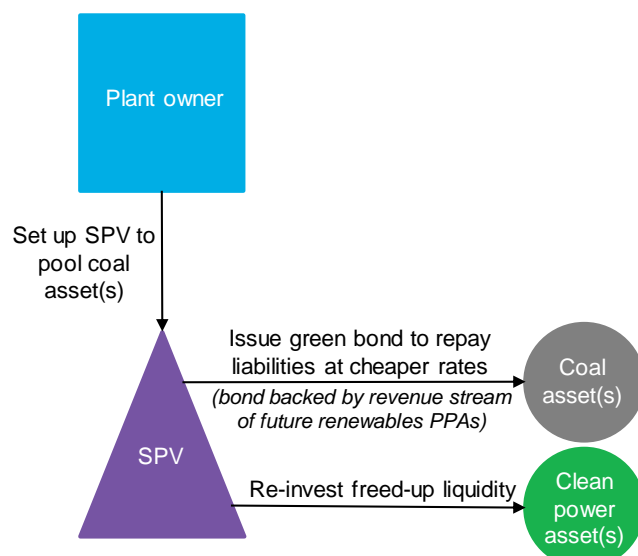 Plant owner
Set up SPV to
pool coal
asset(s)
Issue green bond to repay
liabilities at cheaper rates
(bond backed by revenue stream
of future renewables PPAs)
Coal
asset(s)
SPV
Re-invest freed-up liquidity
Clean
power
asset(s)